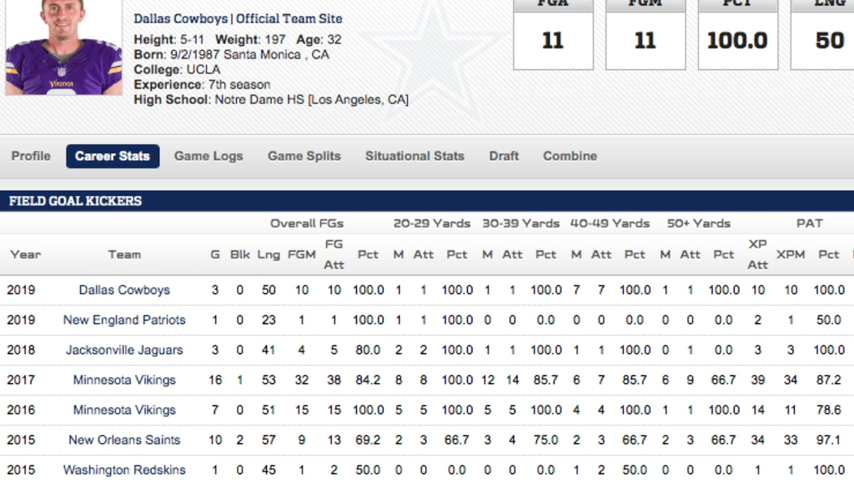 FGA FGM PCT LNG
11 11 100.0 50
Dallas Cowboys | Official Team Site
Height: 5-11 Weight: 197 Age: 32
Born: 9/2/1987 Santa Monica , CA
College: UCLA
Experience: 7th season
High School: Notre Dame HS [Los Angeles, CA]
Vikings
Profile Career Stats Game Logs Game Splits Situational Stats Draft Combine
FIELD GOAL KICKERS
Overall FGs 20-29 Yards 30-39 Yards 40-49 Yards 50+ Yards PAT
Year Team G Blk Lng FGM FG Att Pct M Att Pct M Att Pct M Att Pct M Att Pct XP Att XPM Pct
2019 Dallas Cowboys 3 0 50 10 10 100.0 1 1 100.0 1 1 100.0 7 7 100.0 1 1 100.0 10 10 100.0
2019 New England Patriots 1 0 23 1 1 100.0 1 1 100.0 0 0 0.0 0 0 0.0 0 0 0.0 2 1 50.0
2018 Jacksonville Jaguars 3 0 41 4 5 80.0 2 2 100.0 1 1 100.0 1 1 100.0 0 1 0.0 3 3 100.0
2017 Minnesota Vikings 16 1 53 32 38 84.2 8 8 100.0 12 14 85.7 6 7 85.7 6 9 66.7 39 34 87.2
2016 Minnesota Vikings 7 0 51 15 15 100.0 5 5 100.0 5 5 100.0 4 4 100.0 1 1 100.0 14 11 78.6
2015 New Orleans Saints 10 2 57 9 13 69.2 2 3 66.7 3 4 75.0 2 3 66.7 2 3 66.7 34 33 97.1
2015 Washington Redskins 1 0 45 1 2 50.0 0 0 0.0 0 0 0.0 1 2 50.0 0 0 0.0 1 1 100.0